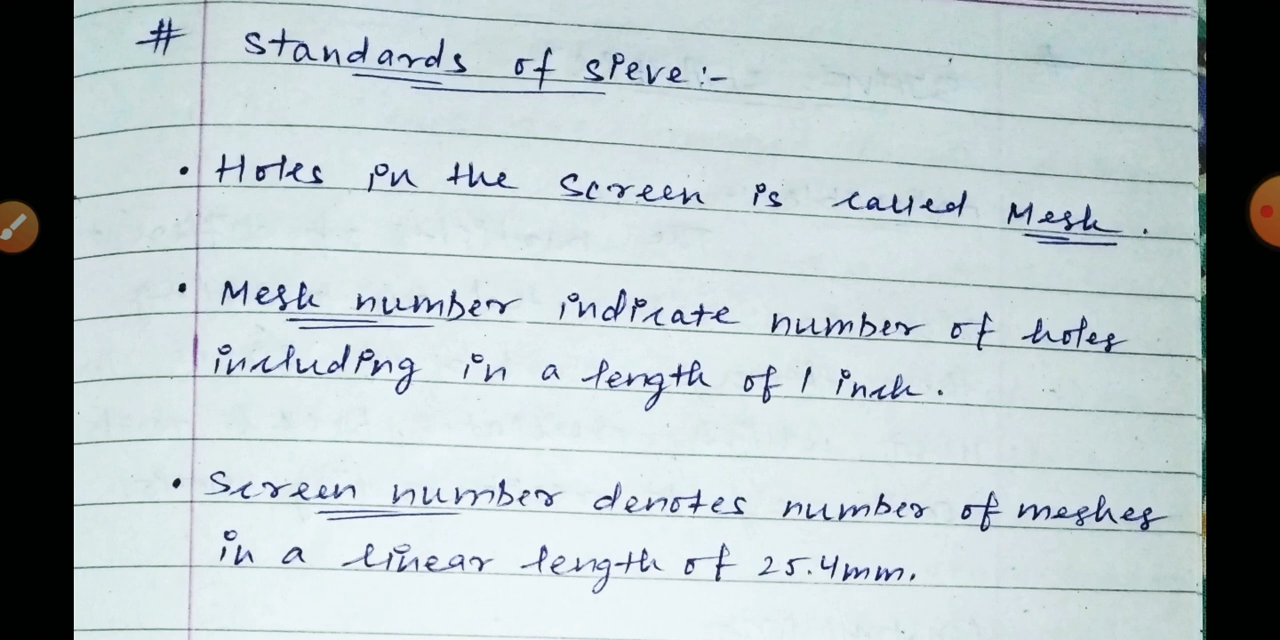 # Standards of sieve:-
• Holes in the screen is called Mesh.
• Mesh number indicate number of holes
including in a length of 1 inch.
• Screen number denotes number of meshes
in a linear length of 25.4mm.